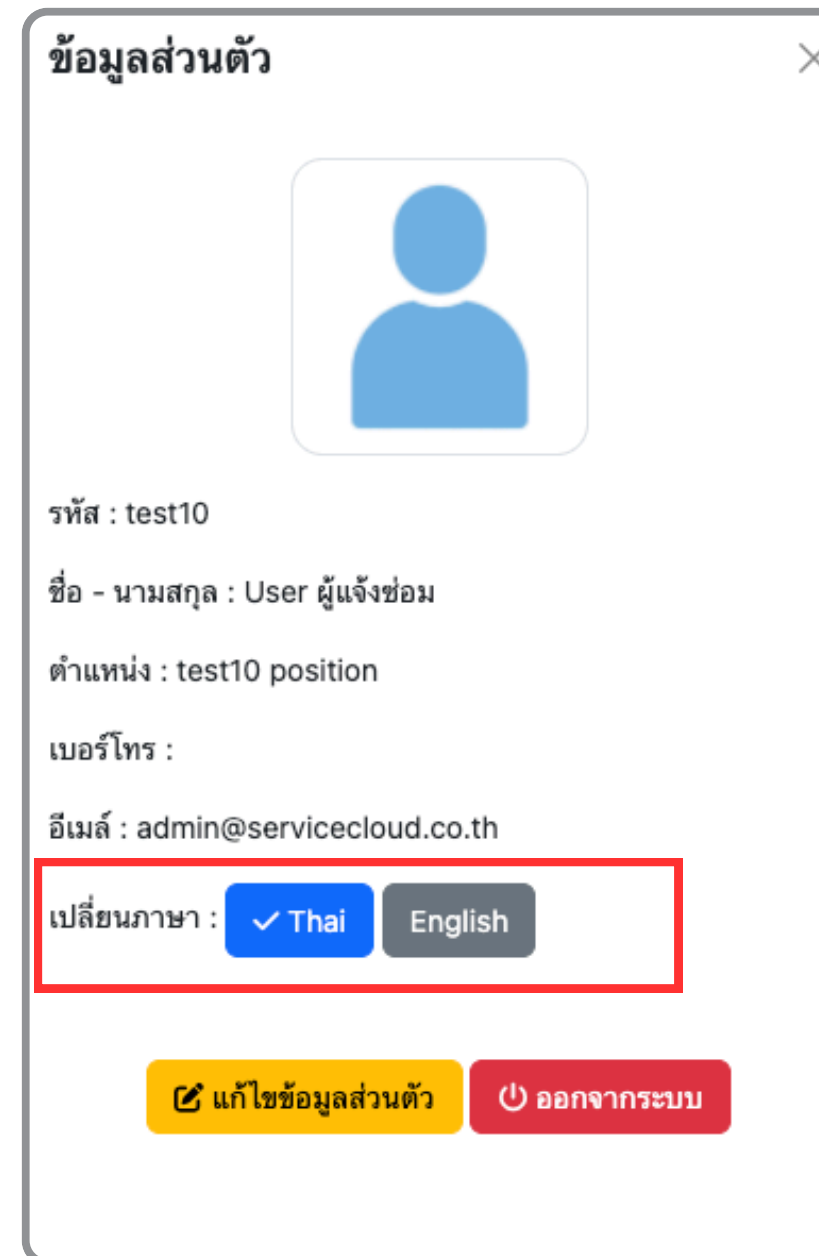 ข้อมูลส่วนตัว
รหัส : test10
ชื่อ - นามสกุล : User ผู้แจ้งซ่อม
ตำแหน่ง : test10 position
เบอร์โทร :
อีเมล์ : admin@servicecloud.co.th
เปลี่ยนภาษา : Thai English
แก้ไขข้อมูลส่วนตัว ออกจากระบบ